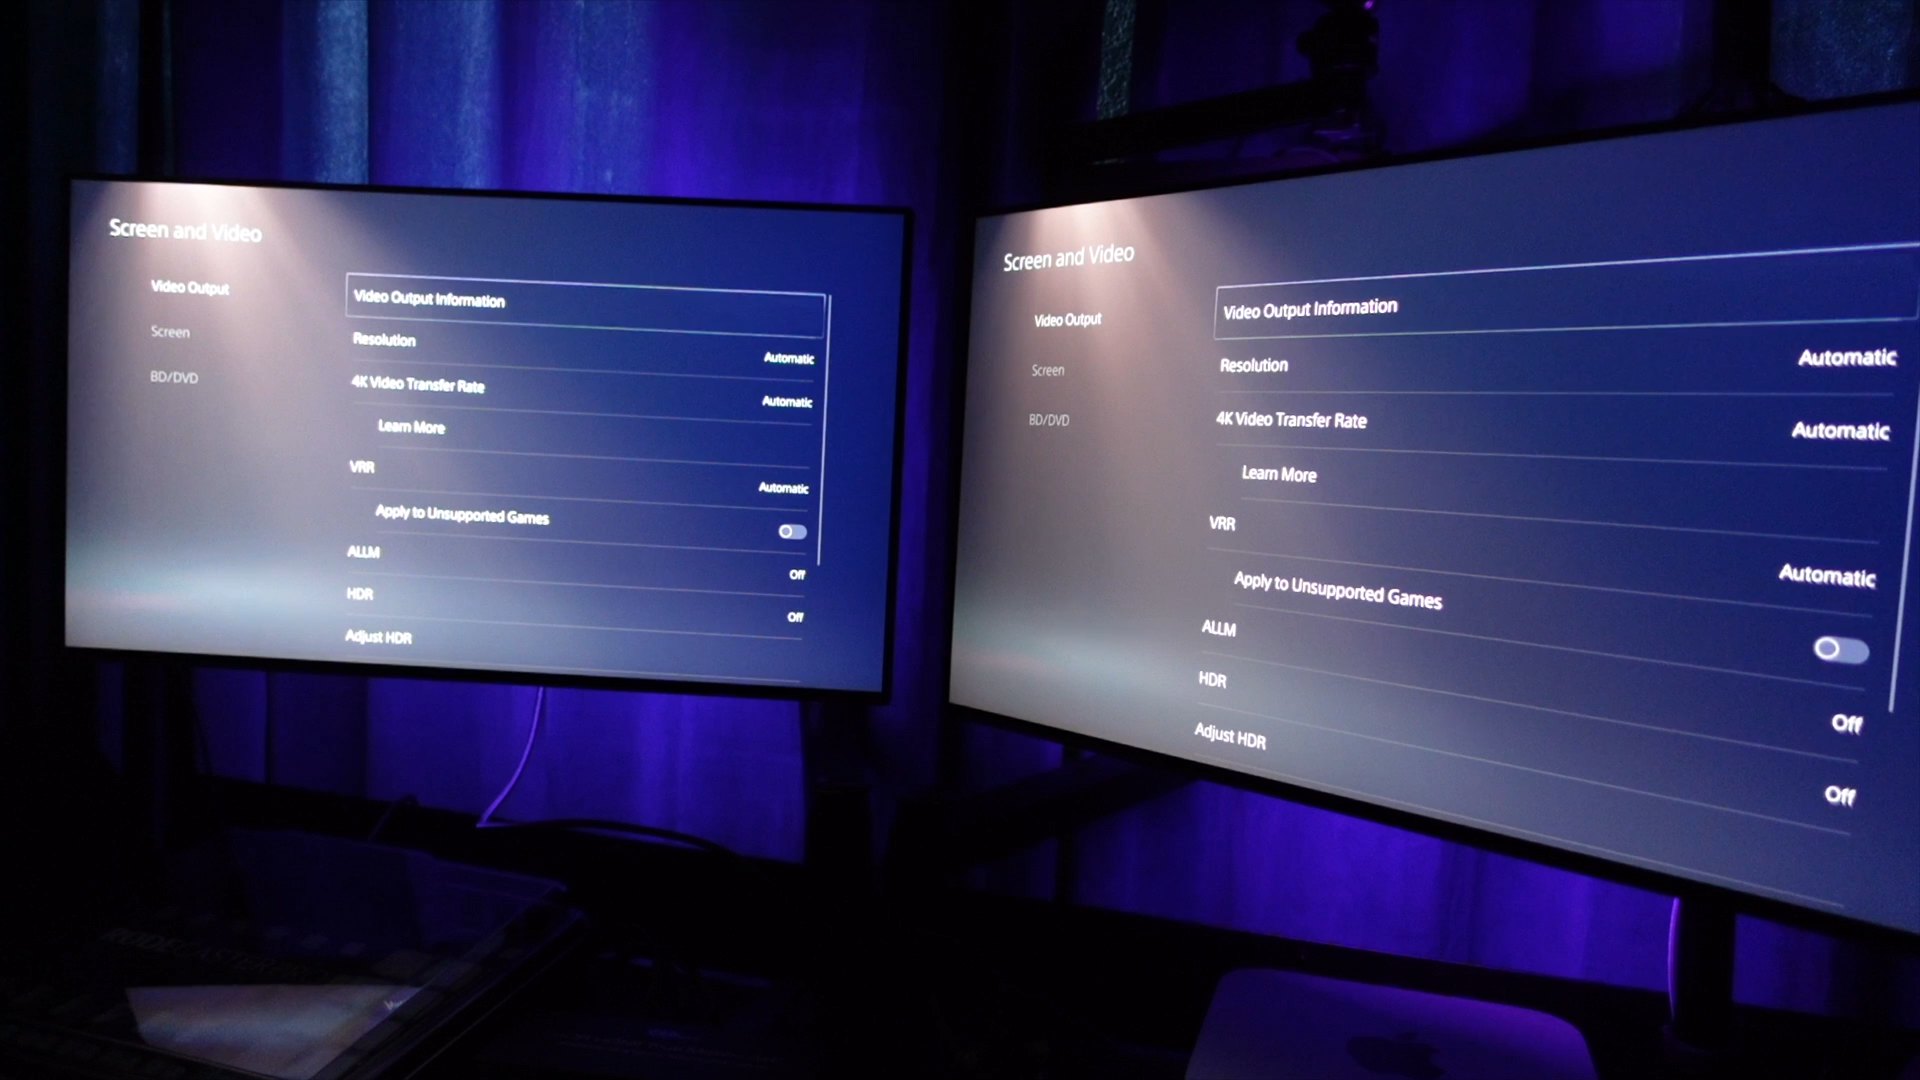 Screen and Video
Video Output
Screen
BD/DVD
Video Output Information
Resolution
Automatic
4K Video Transfer Rate
Automatic
Learn More
VRR
Automatic
Apply to Unsupported Games
ALLM
Off
HDR
Off
Adjust HDR
Screen and Video
Video Output
Screen
BD/DVD
Video Output Information
Resolution
Automatic
4K Video Transfer Rate
Automatic
Learn More
VRR
Automatic
Apply to Unsupported Games
ALLM
Off
HDR
Off
Adjust HDR